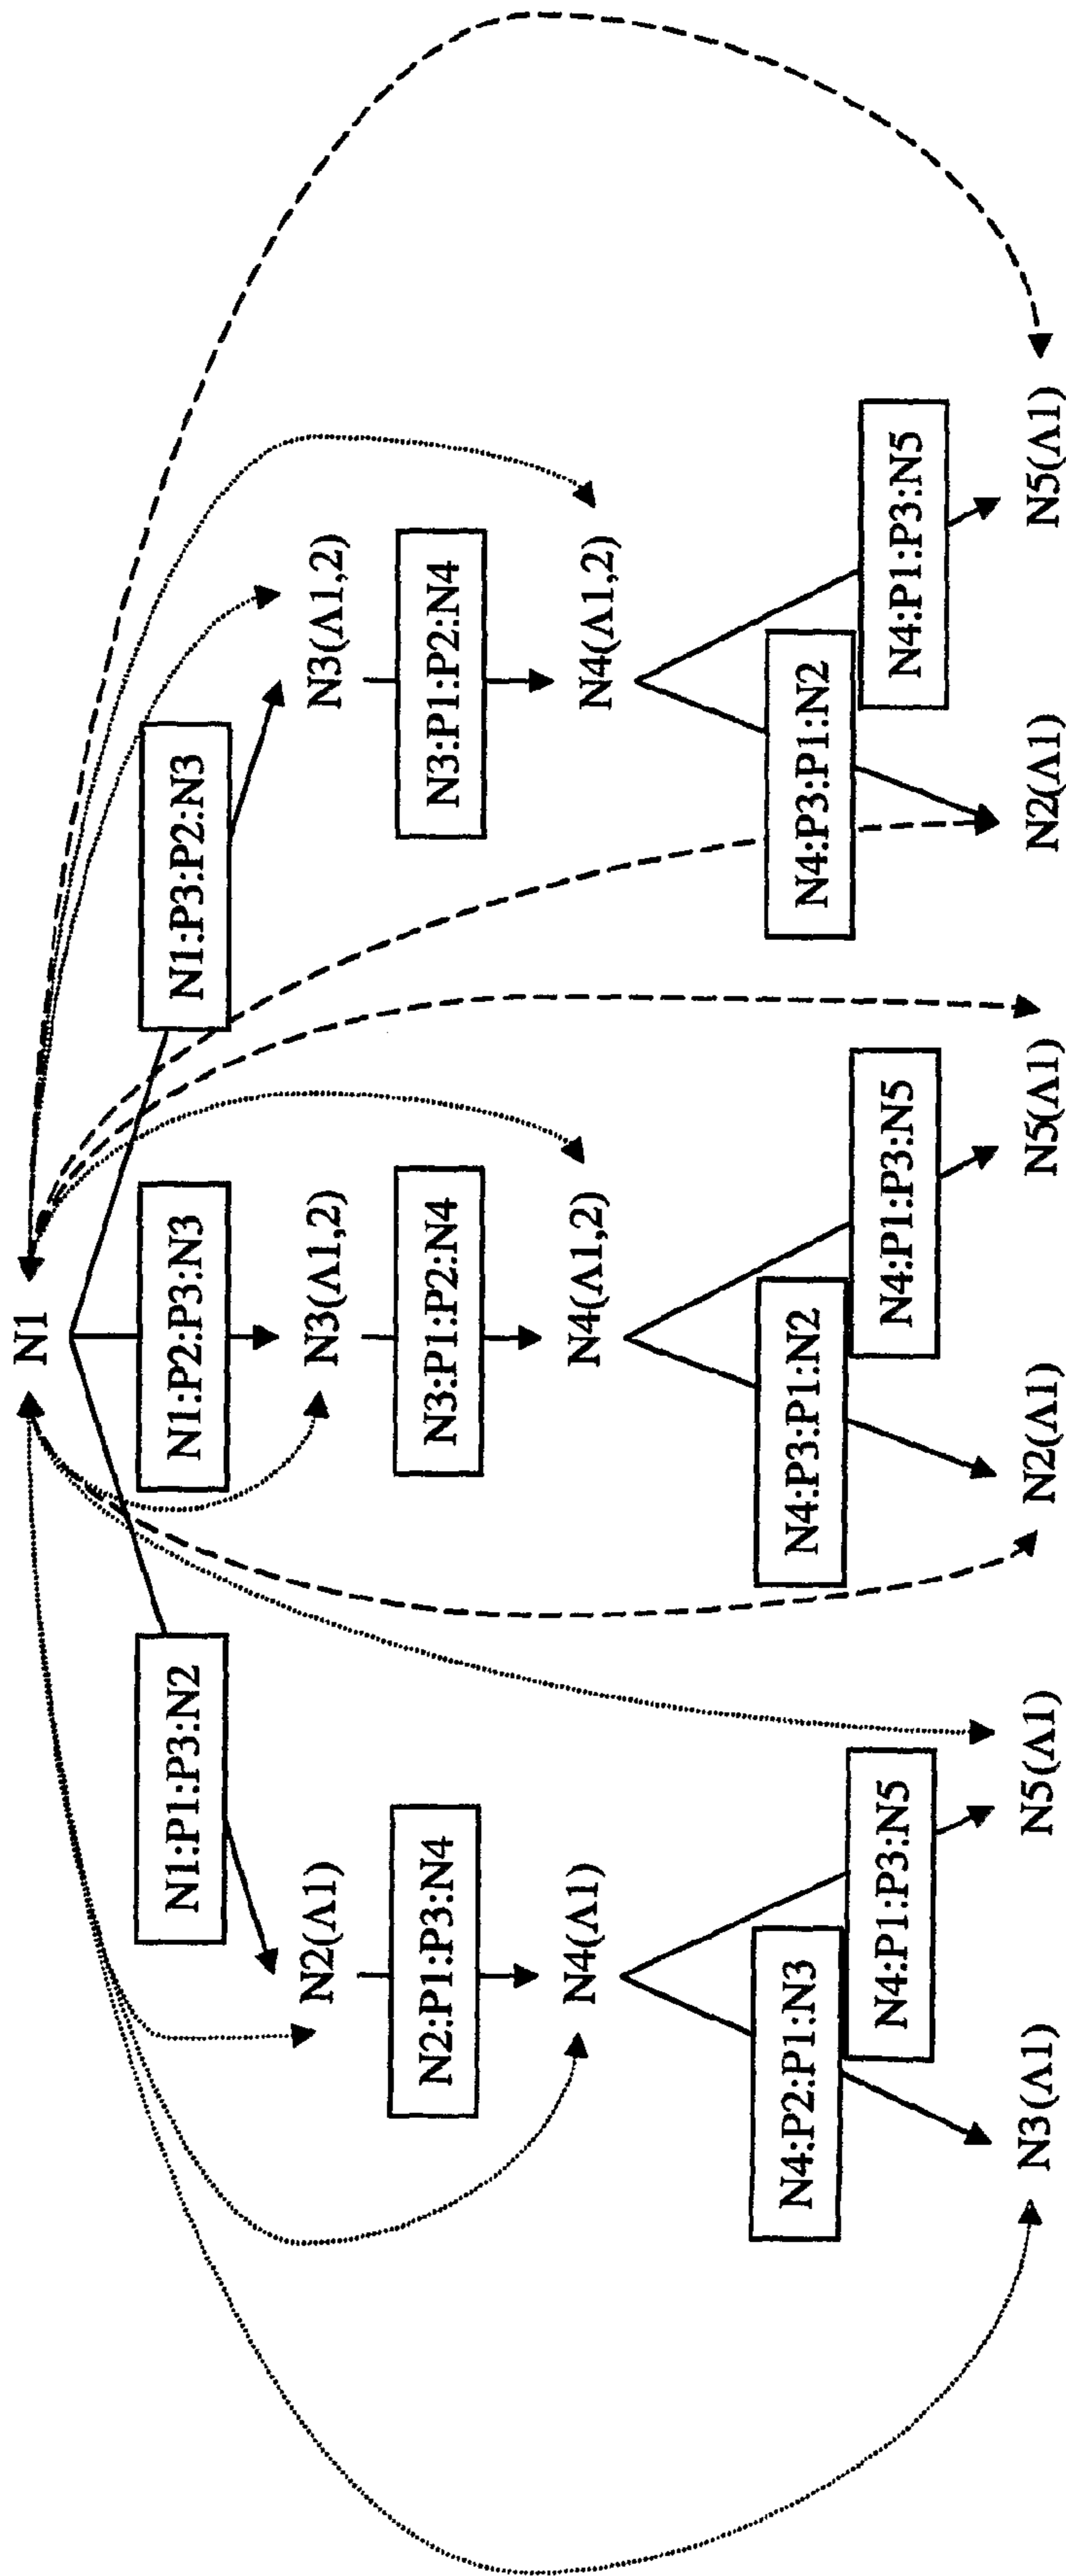 N1
N1:P1:P3:N2
N1:P2:P3:N3
N1:P3:P2:N3
N2(Λ1)
N3(Λ1,2)
N3(Λ1,2)
N2:P1:P3:N4
N3:P1:P2:N4
N3:P1:P2:N4
N4(Λ1)
N4(Λ1,2)
N4(Λ1,2)
N4:P2:P1:N3
N4:P1:P3:N5
N4:P3:P1:N2
N4:P1:P3:N5
N4:P3:P1:N2
N4:P1:P3:N5
N3(Λ1)
N5(Λ1)
N2(Λ1)
N5(Λ1)
N2(Λ1)
N5(Λ1)